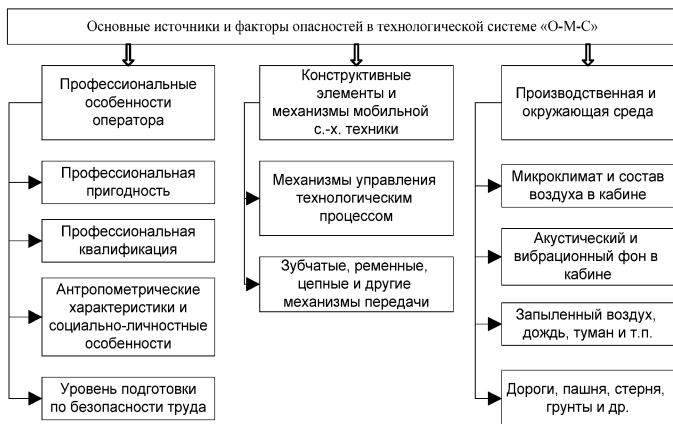 Основные источники и факторы опасностей в технологической системе «О-М-С»
Профессиональные
особенности
оператора
Профессиональная
пригодность
Профессиональная
квалификация
Антропометрические
характеристики и
социально-личностные
особенности
Уровень подготовки
по безопасности труда
Конструктивные
элементы и
механизмы мобильной
с.-х. техники
Механизмы управления
технологическим
процессом
Зубчатые, ременные,
цепные и другие
механизмы передачи
Производственная и
окружающая среда
Микроклимат и состав
воздуха в кабине
Акустический и
вибрационный фон в
кабине
Запыленный воздух,
дождь, туман и т.п.
Дороги, пашня, стерня,
грунты и др.